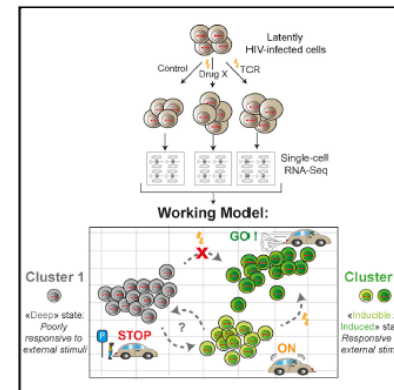 Latently
HIV-infected cells
Control
Drug X
TCR
Single-cell
RNA-Seq
Working Model:
GO !
X
Cluster 1
Cluster
«Deep» state:
Poorly
responsive to
external stimuli
P
STOP
?
ON
«Inducible
Induced» stat
Responsive
external stim